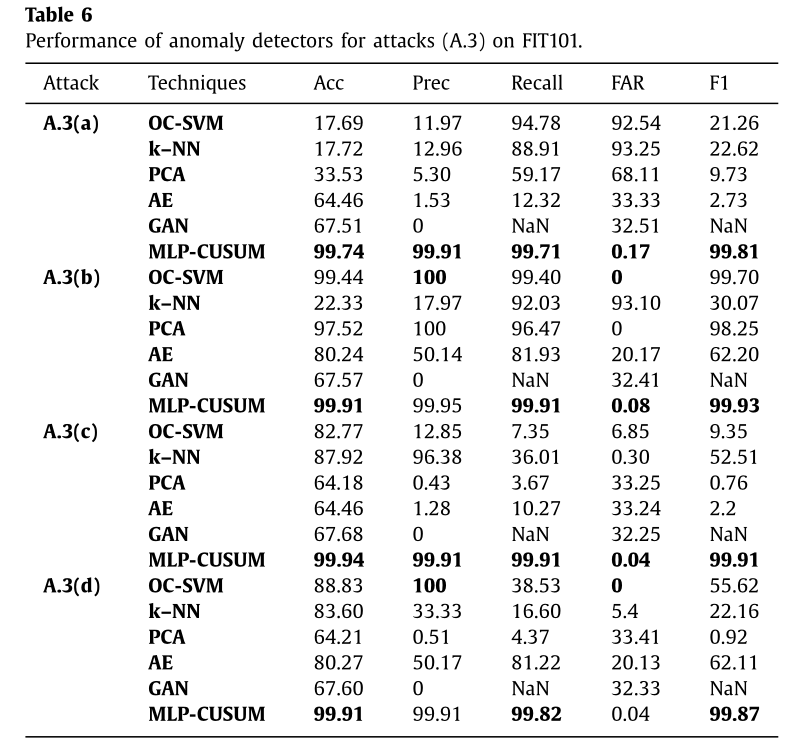 Table 6
Performance of anomaly detectors for attacks (A.3) on FIT101.
Attack Techniques Acc Prec Recall FAR F1
A.3(a) OC-SVM 17.69 11.97 94.78 92.54 21.26
k–NN 17.72 12.96 88.91 93.25 22.62
PCA 33.53 5.30 59.17 68.11 9.73
AE 64.46 1.53 12.32 33.33 2.73
GAN 67.51 0 NaN 32.51 NaN
MLP-CUSUM 99.74 99.91 99.71 0.17 99.81
A.3(b) OC-SVM 99.44 100 99.40 0 99.70
k–NN 22.33 17.97 92.03 93.10 30.07
PCA 97.52 100 96.47 0 98.25
AE 80.24 50.14 81.93 20.17 62.20
GAN 67.57 0 NaN 32.41 NaN
MLP-CUSUM 99.91 99.95 99.91 0.08 99.93
A.3(c) OC-SVM 82.77 12.85 7.35 6.85 9.35
k–NN 87.92 96.38 36.01 0.30 52.51
PCA 64.18 0.43 3.67 33.25 0.76
AE 64.46 1.28 10.27 33.24 2.2
GAN 67.68 0 NaN 32.25 NaN
MLP-CUSUM 99.94 99.91 99.91 0.04 99.91
A.3(d) OC-SVM 88.83 100 38.53 0 55.62
k–NN 83.60 33.33 16.60 5.4 22.16
PCA 64.21 0.51 4.37 33.41 0.92
AE 80.27 50.17 81.22 20.13 62.11
GAN 67.60 0 NaN 32.33 NaN
MLP-CUSUM 99.91 99.91 99.82 0.04 99.87